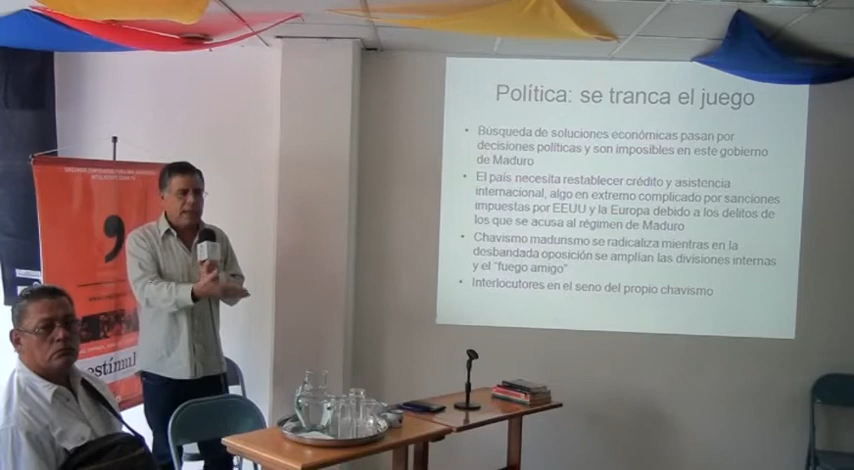 Política: se tranca el juego
• Búsqueda de soluciones económicas pasan por
decisiones políticas y son imposibles en este gobierno
de Maduro
• El país necesita restablecer crédito y asistencia
internacional, algo en extremo complicado por sanciones
impuestas por EEUU y la Europa debido a los delitos de
los que se acusa al régimen de Maduro
• Chavismo madurismo se radicaliza mientras en la
desbandada oposición se amplían las divisiones internas
y el "fuego amigo"
• Interlocutores en el seno del propio chavismo
estímul